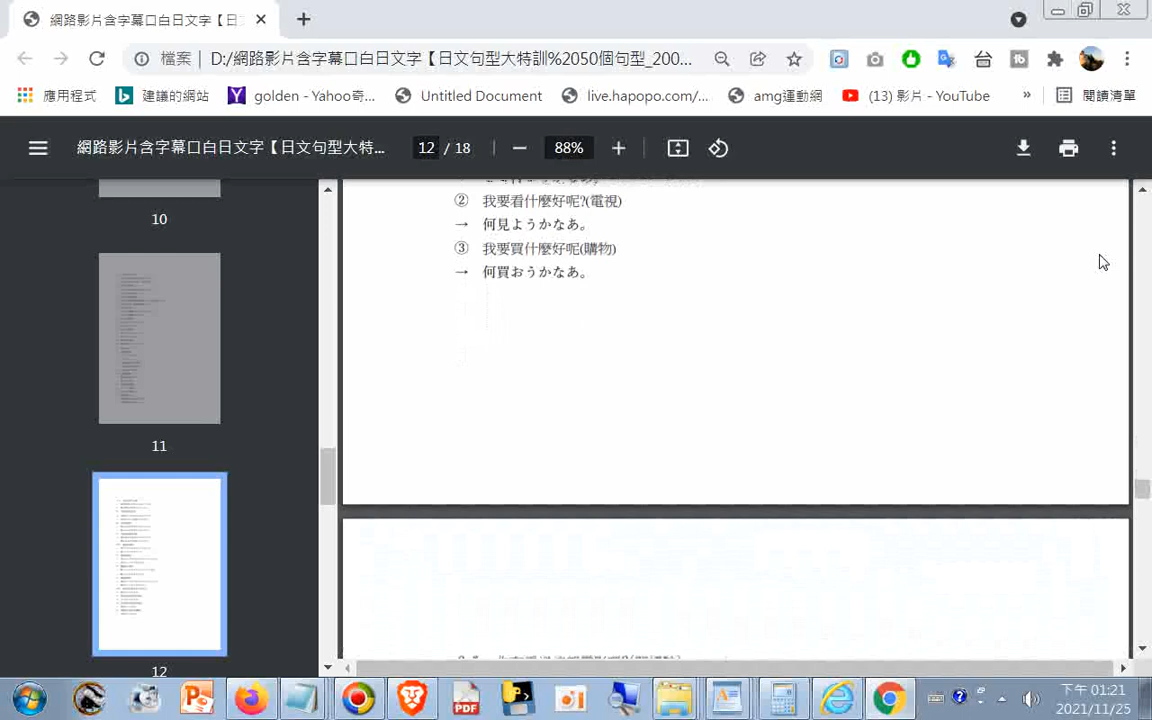 網路影片含字幕口白日文字【日
檔案 | D:/網路影片含字幕口白日文字【日文句型大特訓%2050個句型_200...
應用程式 建議的網站 golden - Yahoo奇... Untitled Document live.hapopo.com/... amg運動網 (13) 影片 - YouTube » 閱讀清單
網路影片含字幕口白日文字【日文句型大特... 12 / 18 88%
10
11
12
② 我要看什麼好呢?(電視)
→ 何見ようかなあ。
③ 我要買什麼好呢(購物)
→ 何買おうかなあ。
下午 01:21
2021/11/25